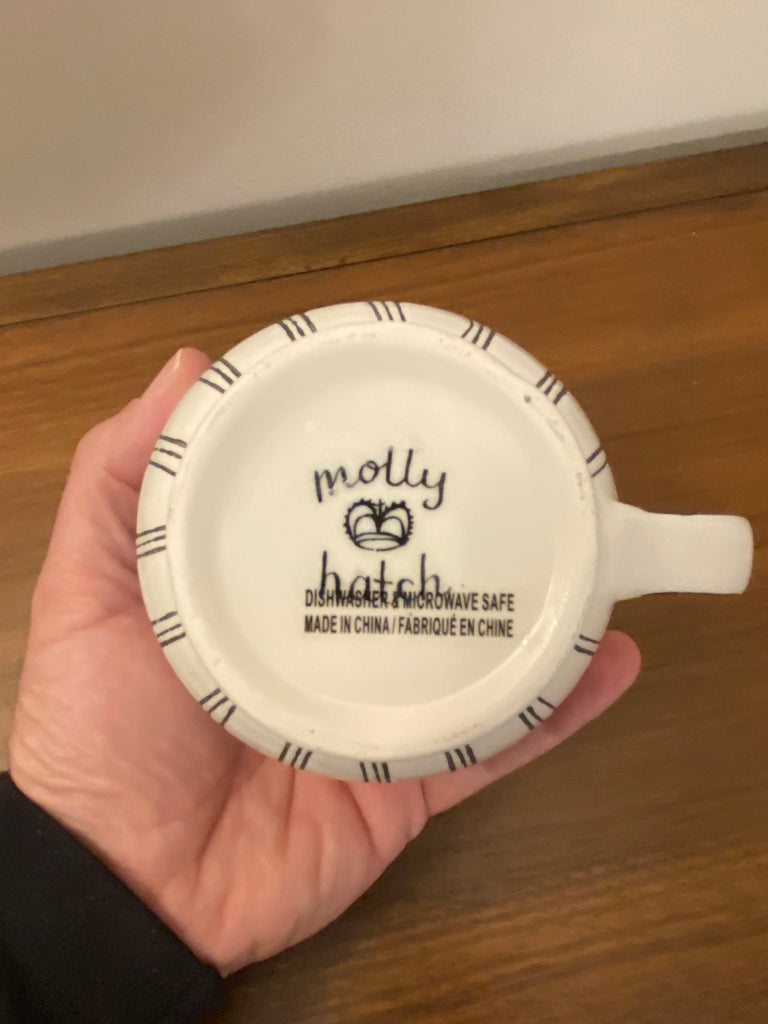 molly
hatch
DISHWASHER & MICROWAVE SAFE
MADE IN CHINA / FABRIQUÉ EN CHINE